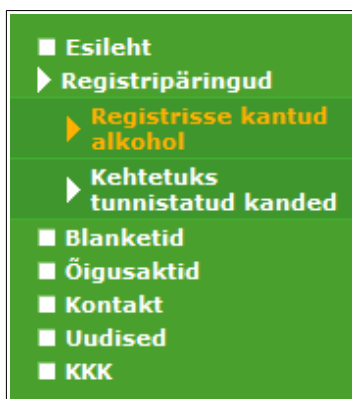 Esileht
Registripäringud
Registrisse kantud
alkohol
Kehtetuks
tunnistatud kanded
Blanketid
Õigusaktid
Kontakt
Uudised
KKK